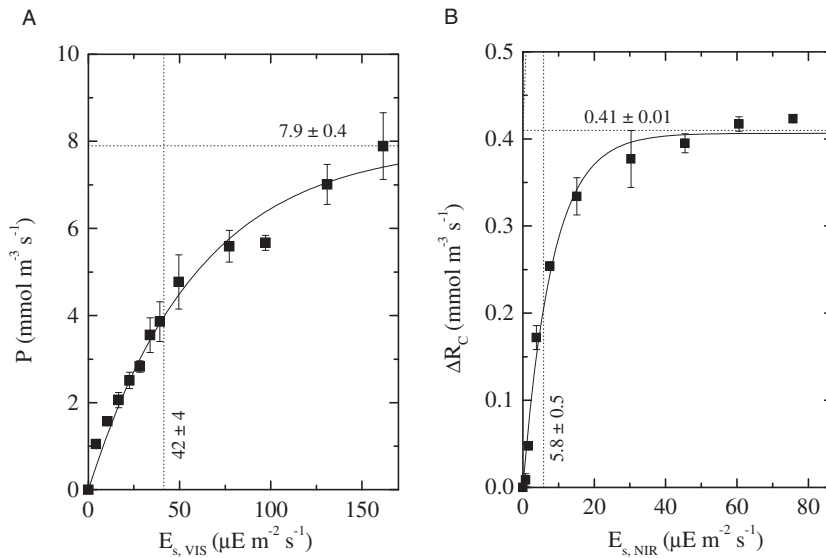 A
10
8
6
4
2
0
0
50
100
150
7.9 ± 0.4
42 ± 4
P (mmol m-3 s-1)
Es, VIS (µE m-2 s-1)
B
0.5
0.4
0.3
0.2
0.1
0.0
0
20
40
60
80
0.41 ± 0.01
5.8 ± 0.5
ΔRC (mmol m-3 s-1)
Es, NIR (µE m-2 s-1)